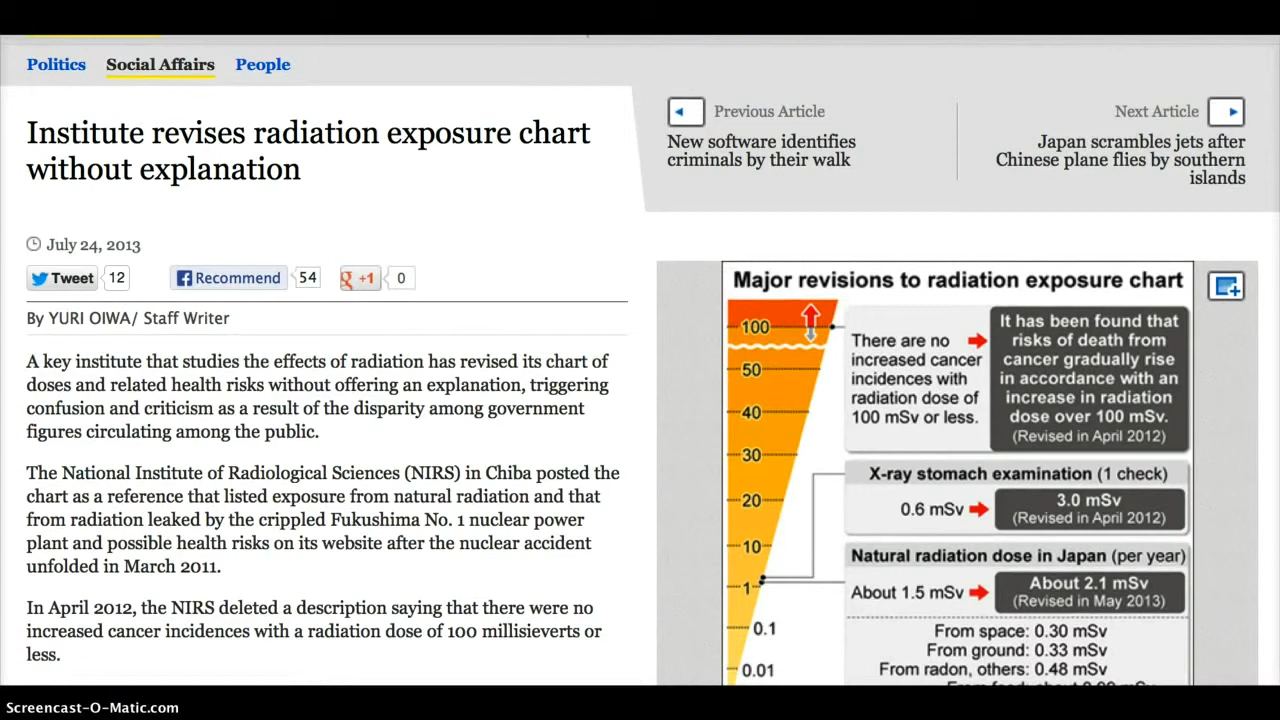 Politics Social Affairs People
Institute revises radiation exposure chart
without explanation
Previous Article
New software identifies
criminals by their walk
Next Article
Japan scrambles jets after
Chinese plane flies by southern
islands
July 24, 2013
Tweet 12 Recommend 54 +1 0
By YURI OIWA/ Staff Writer
A key institute that studies the effects of radiation has revised its chart of
doses and related health risks without offering an explanation, triggering
confusion and criticism as a result of the disparity among government
figures circulating among the public.
The National Institute of Radiological Sciences (NIRS) in Chiba posted the
chart as a reference that listed exposure from natural radiation and that
from radiation leaked by the crippled Fukushima No. 1 nuclear power
plant and possible health risks on its website after the nuclear accident
unfolded in March 2011.
In April 2012, the NIRS deleted a description saying that there were no
increased cancer incidences with a radiation dose of 100 millisieverts or
less.
Major revisions to radiation exposure chart
100
50
40
30
20
10
1
0.1
0.01
There are no
increased cancer
incidences with
radiation dose of
100 mSv or less.
It has been found that
risks of death from
cancer gradually rise
in accordance with an
increase in radiation
dose over 100 mSv.
(Revised in April 2012)
X-ray stomach examination (1 check)
0.6 mSv
3.0 mSv
(Revised in April 2012)
Natural radiation dose in Japan (per year)
About 1.5 mSv
About 2.1 mSv
(Revised in May 2013)
From space: 0.30 mSv
From ground: 0.33 mSv
From radon, others: 0.48 mSv
Screencast-O-Matic.com